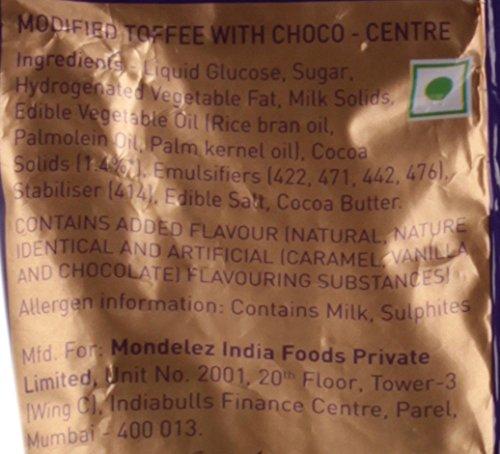 MODIFIED TOFFEE WITH CHOCO - CENTRE
Ingredients - Liquid Glucose, Sugar,
Hydrogenated Vegetable Fat, Milk Solids,
Edible Vegetable Oil (Rice bran oil,
Palmolein Oil, Palm kernel oil), Cocoa
Solids (1.4%*), Emulsifiers (422, 471, 442, 476),
Stabiliser (414), Edible Salt, Cocoa Butter.
CONTAINS ADDED FLAVOUR (NATURAL, NATURE
IDENTICAL AND ARTIFICIAL (CARAMEL, VANILLA
AND CHOCOLATE) FLAVOURING SUBSTANCES)
Allergen information: Contains Milk, Sulphites
Mfd. For: Mondelez India Foods Private
Limited, Unit No. 2001, 20th Floor, Tower-3
(Wing C), Indiabulls Finance Centre, Parel,
Mumbai - 400 013.